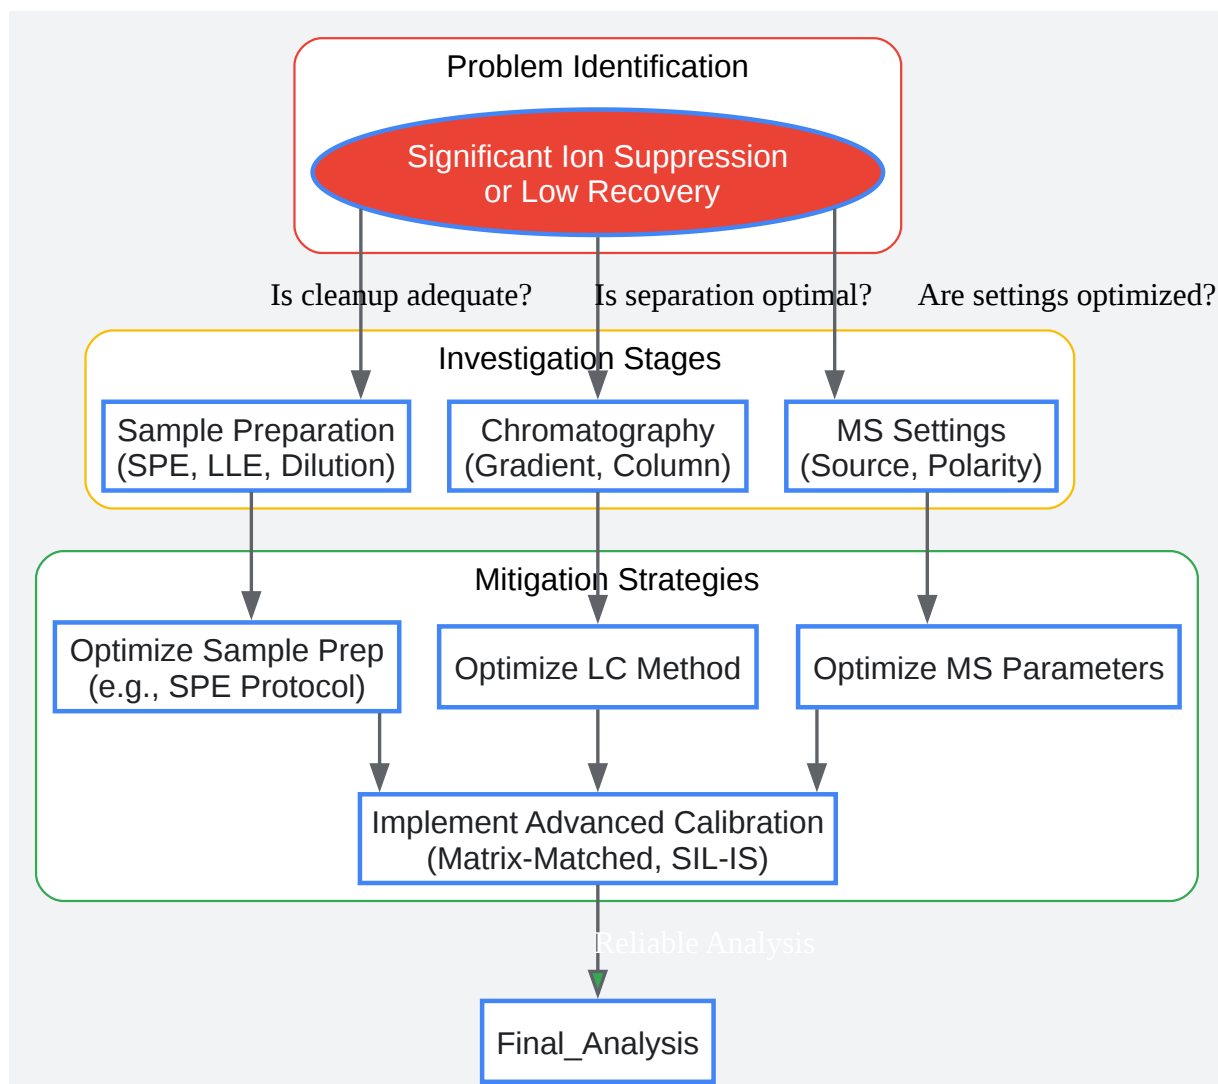 Problem Identification
Significant Ion Suppression
or Low Recovery
Is cleanup adequate?
Is separation optimal?
Are settings optimized?
Investigation Stages
Sample Preparation
(SPE, LLE, Dilution)
Chromatography
(Gradient, Column)
MS Settings
(Source, Polarity)
Mitigation Strategies
Optimize Sample Prep
(e.g., SPE Protocol)
Optimize LC Method
Optimize MS Parameters
Implement Advanced Calibration
(Matrix-Matched, SIL-IS)
Reliable Analysis
Final_Analysis